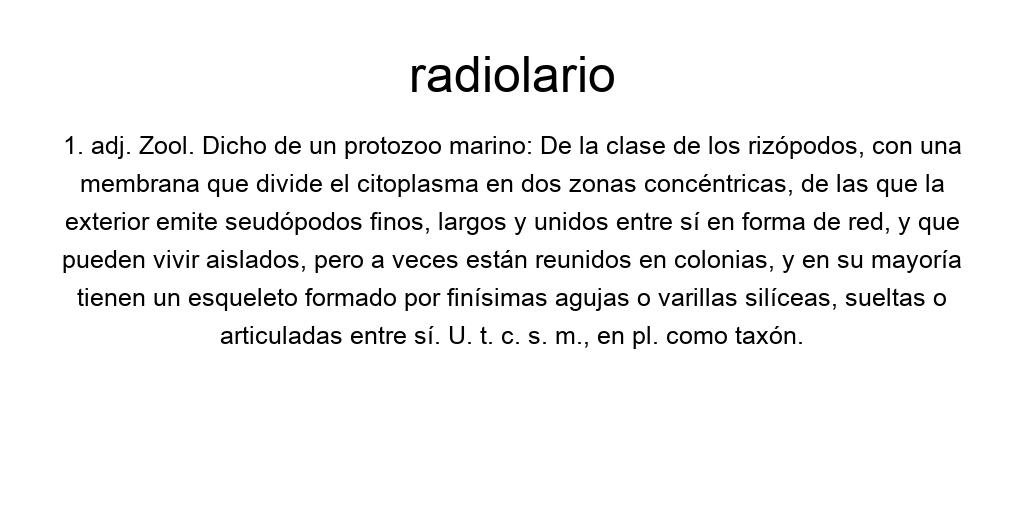 radiolario
1. adj. Zool. Dicho de un protozoo marino: De la clase de los rizópodos, con una
membrana que divide el citoplasma en dos zonas concéntricas, de las que la
exterior emite seudópodos finos, largos y unidos entre sí en forma de red, y que
pueden vivir aislados, pero a veces están reunidos en colonias, y en su mayoría
tienen un esqueleto formado por finísimas agujas o varillas silíceas, sueltas o
articuladas entre sí. U. t. c. s. m., en pl. como taxón.